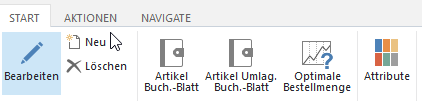 START AKTIONEN NAVIGATE
Bearbeiten
Neu
Löschen
Artikel
Buch.-Blatt
Artikel Umlag.
Buch.-Blatt
Optimale
Bestellmenge
Attribute